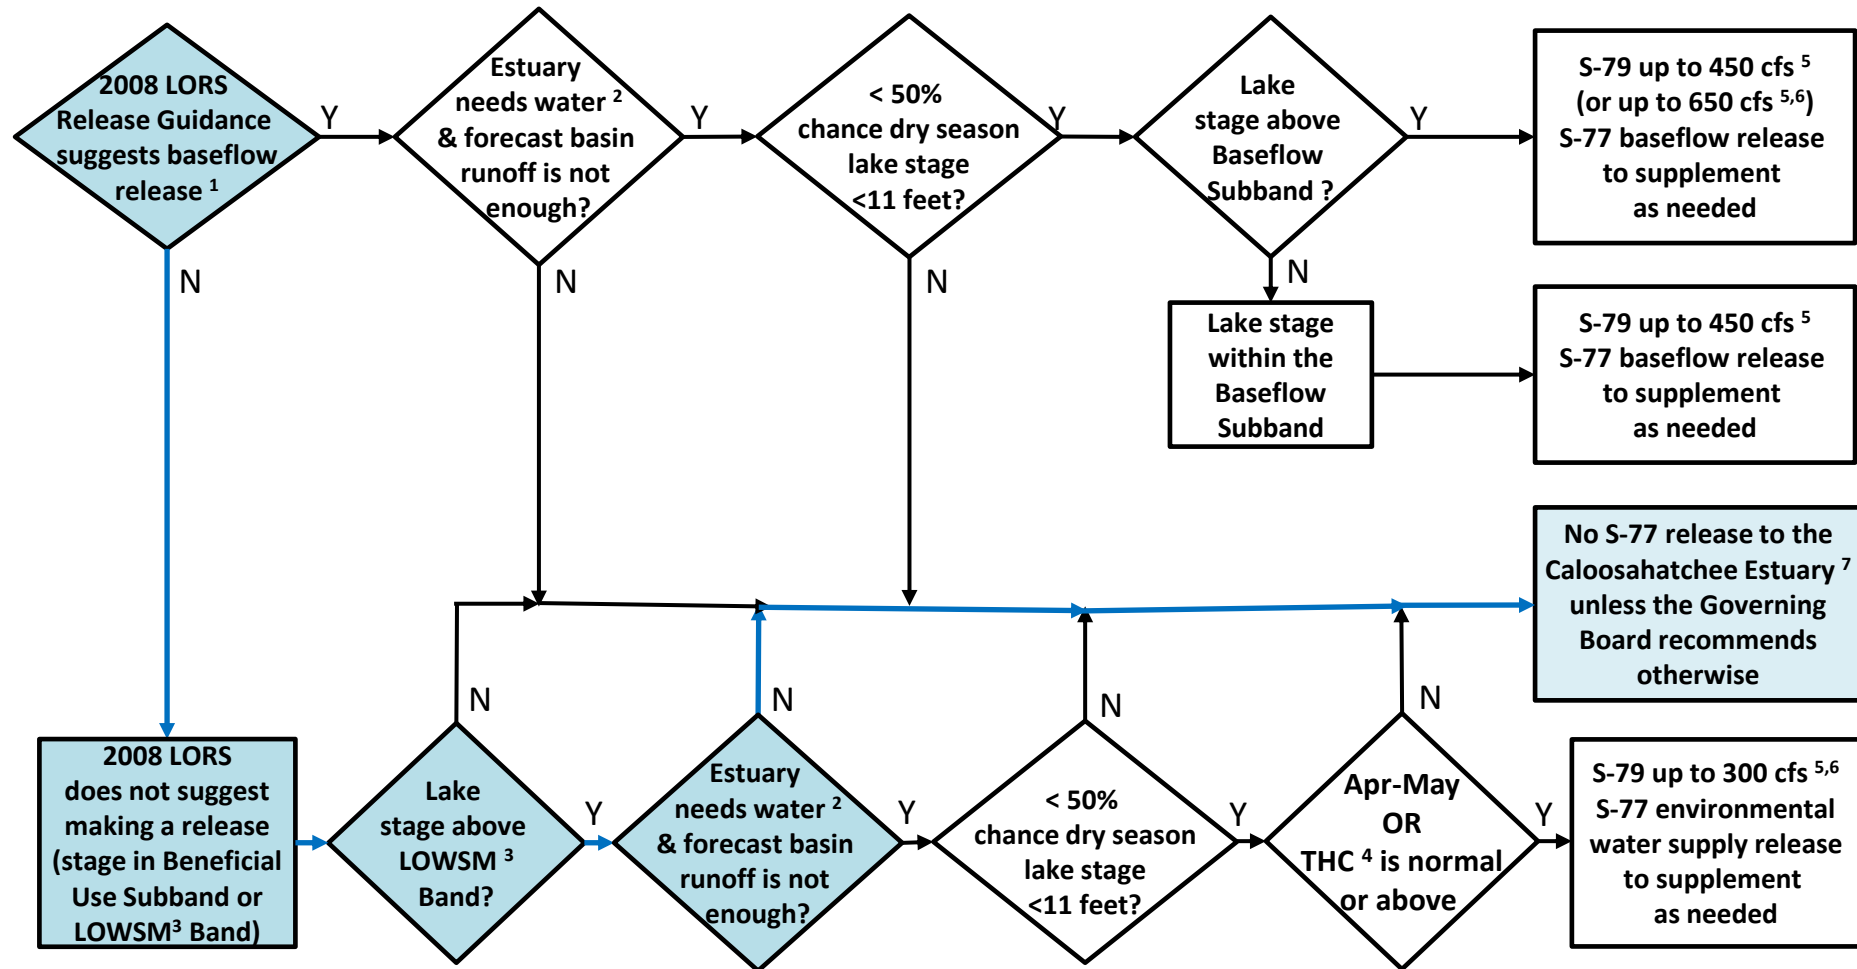 2008 LORS
Release Guidance
suggests baseflow
release 1
Y
N
Estuary
needs water 2
& forecast basin
runoff is not
enough?
Y
N
< 50%
chance dry season
lake stage
<11 feet?
Y
N
Lake
stage above
Baseflow
Subband ?
Y
N
S-79 up to 450 cfs 5
(or up to 650 cfs 5,6)
S-77 baseflow release
to supplement
as needed
Lake stage
within the
Baseflow
Subband
S-79 up to 450 cfs 5
S-77 baseflow release
to supplement
as needed
No S-77 release to the
Caloosahatchee Estuary 7
unless the Governing
Board recommends
otherwise
2008 LORS
does not suggest
making a release
(stage in Beneficial
Use Subband or
LOWSM3 Band)
N
Lake
stage above
LOWSM 3
Band?
Y
N
Estuary
needs water 2
& forecast basin
runoff is not
enough?
Y
N
< 50%
chance dry season
lake stage
<11 feet?
Y
N
Apr-May
OR
THC 4 is normal
or above
Y
S-79 up to 300 cfs 5,6
S-77 environmental
water supply release
to supplement
as needed